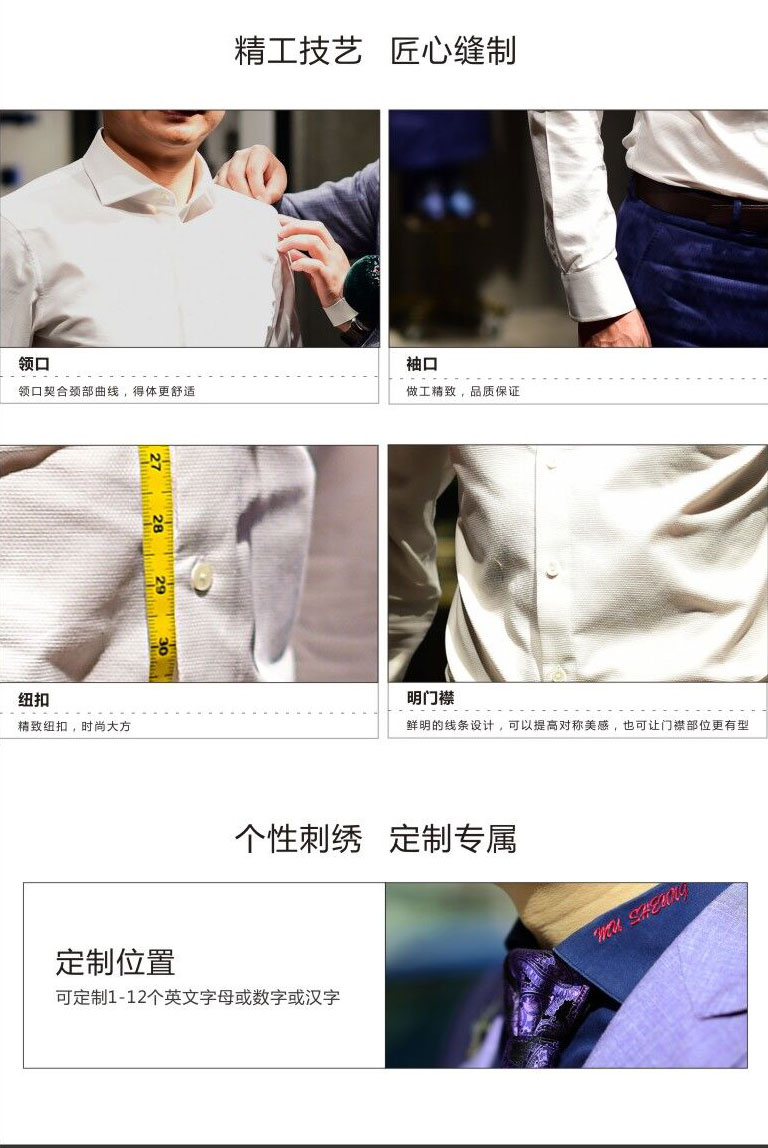 精工技艺 匠心缝制
领口
领口契合颈部曲线，得体更舒适
袖口
做工精致，品质保证
27
28
29
30
纽扣
精致纽扣，时尚大方
明门襟
鲜明的线条设计，可以提高对称美感，也可让门襟部位更有型
个性刺绣 定制专属
定制位置
可定制1-12个英文字母或数字或汉字